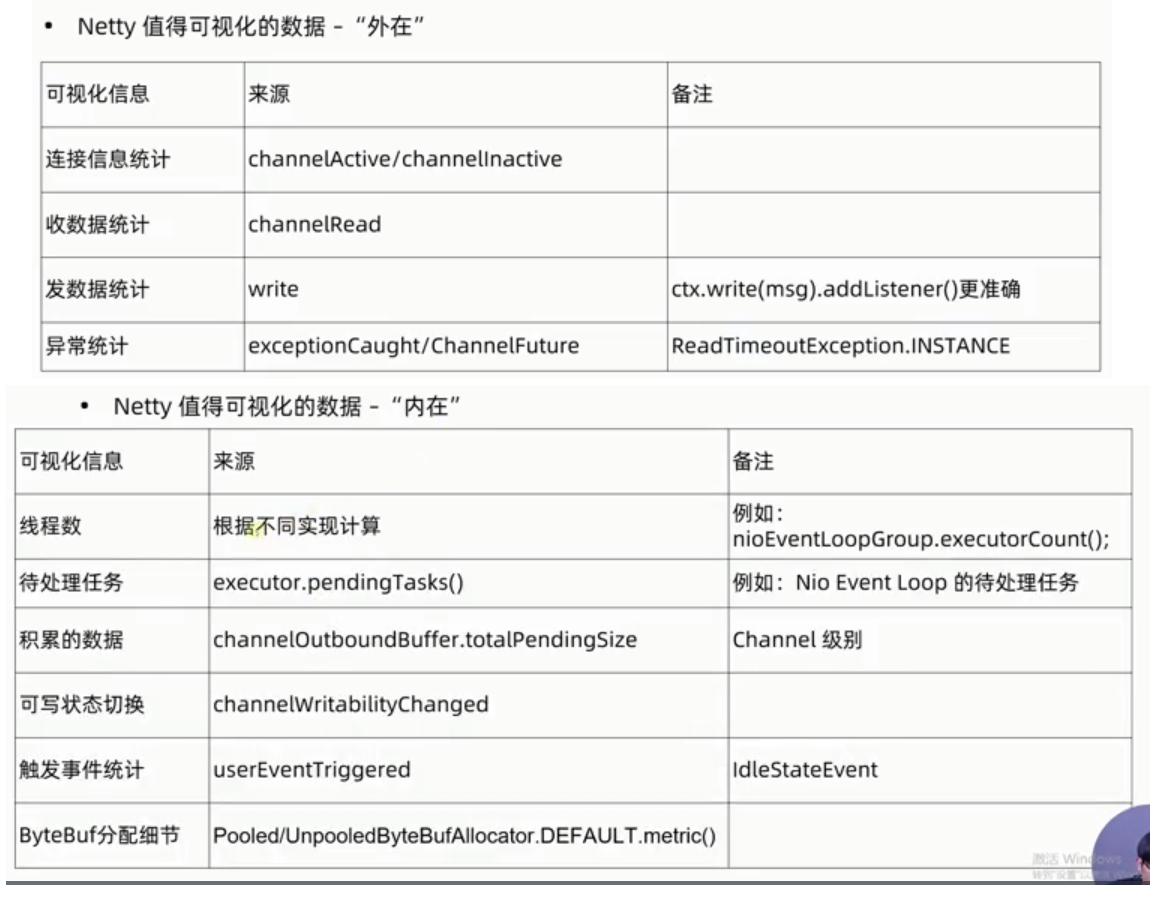 • Netty 值得可视化的数据 – “外在”
可视化信息 来源 备注
连接信息统计 channelActive/channelInactive
收数据统计 channelRead
发数据统计 write ctx.write(msg).addListener()更准确
异常统计 exceptionCaught/ChannelFuture ReadTimeoutException.INSTANCE
• Netty 值得可视化的数据 – “内在”
可视化信息 来源 备注
线程数 根据不同实现计算 例如：
nioEventLoopGroup.executorCount();
待处理任务 executor.pendingTasks() 例如：Nio Event Loop 的待处理任务
积累的数据 channelOutboundBuffer.totalPendingSize Channel 级别
可写状态切换 channelWritabilityChanged
触发事件统计 userEventTriggered IdleStateEvent
ByteBuf分配细节 Pooled/UnpooledByteBufAllocator.DEFAULT.metric()
激活 Windows
转到"设置"以